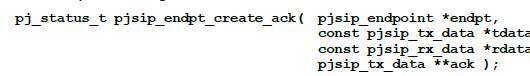 pj_status_t pjsip_endpt_create_ack( pjsip_endpoint *endpt,
const pjsip_tx_data *tdata
const pjsip_rx_data *rdata
pjsip_tx_data **ack );